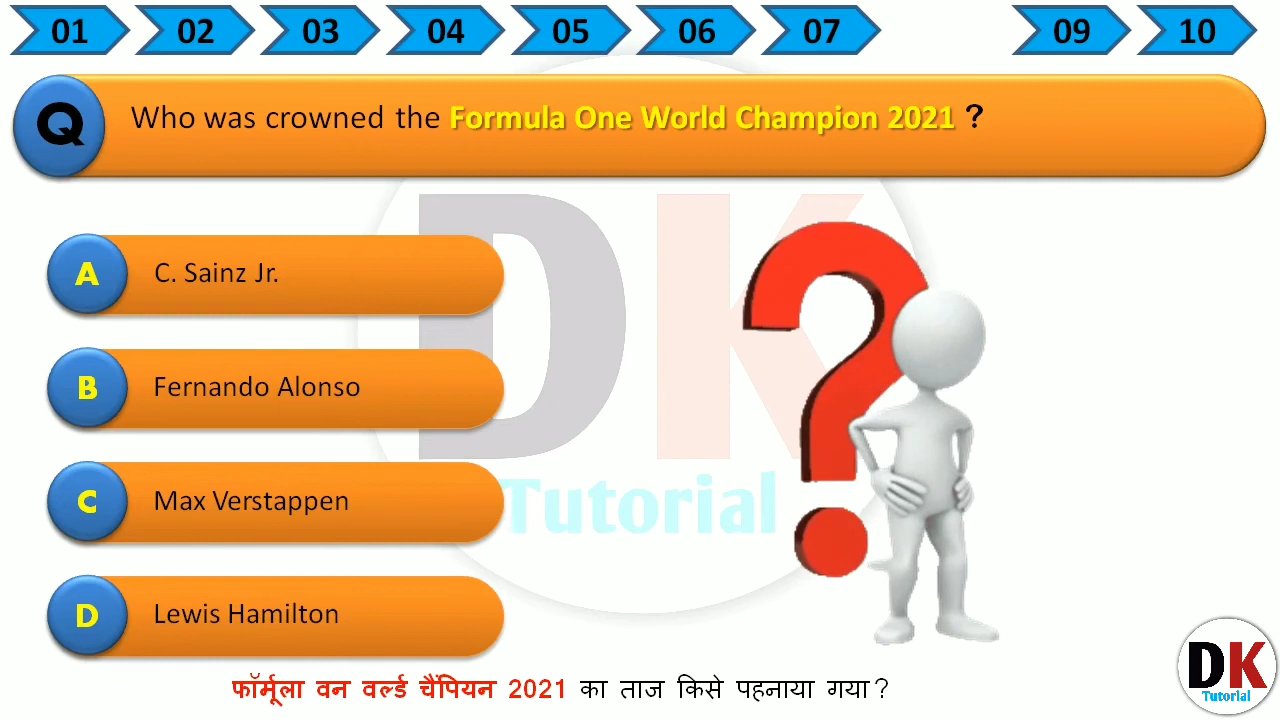 01 02 03 04 05 06 07 09 10
Q Who was crowned the Formula One World Champion 2021 ?
A C. Sainz Jr.
B Fernando Alonso
C Max Verstappen
D Lewis Hamilton
DK
Tutorial
फॉर्मूला वन वर्ल्ड चैंपियन 2021 का ताज किसे पहनाया गया?
DK
Tutorial